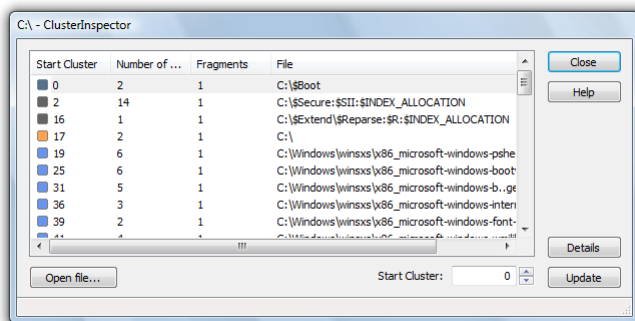 C:\ - ClusterInspector
Start Cluster Number of ... Fragments File
0 2 1 C:\$Boot
2 14 1 C:\$Secure:$SII:$INDEX_ALLOCATION
16 1 1 C:\$Extend\$Reparse:$R:$INDEX_ALLOCATION
17 2 1 C:\
19 6 1 C:\Windows\winsxs\x86_microsoft-windows-pshe
25 6 1 C:\Windows\winsxs\x86_microsoft-windows-boot
31 5 1 C:\Windows\winsxs\x86_microsoft-windows-b..ge
36 3 1 C:\Windows\winsxs\x86_microsoft-windows-inter
39 2 1 C:\Windows\winsxs\x86_microsoft-windows-font-
Close
Help
Details
Open file...
Start Cluster: 0
Update